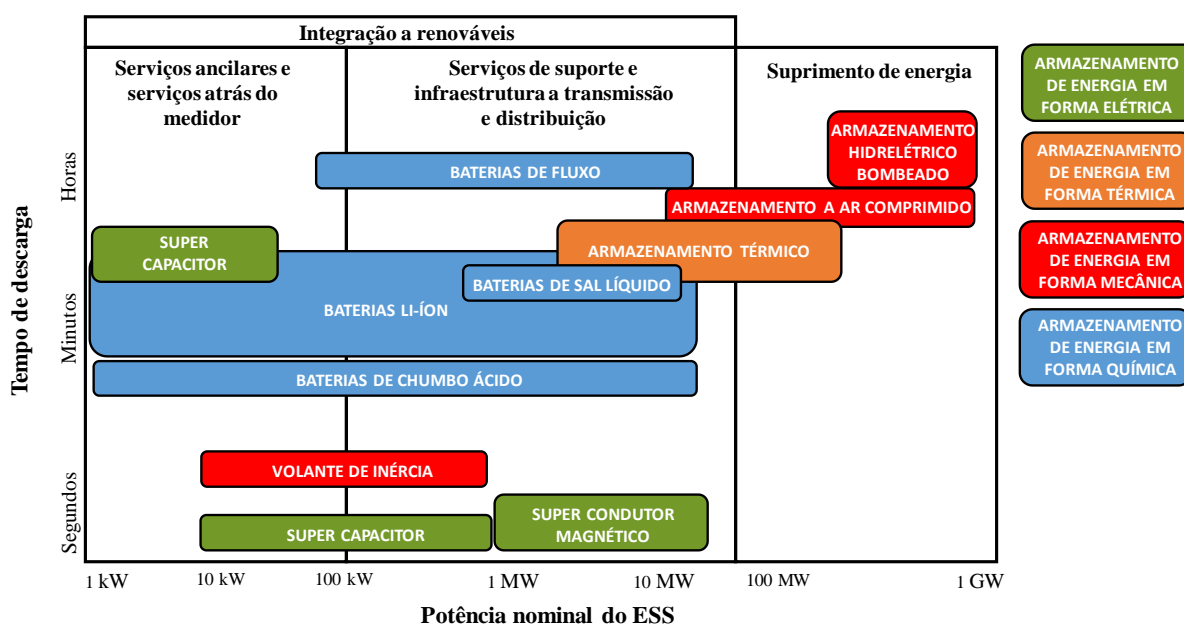 Integração a renováveis
Serviços ancilares e
serviços atrás do
medidor
Serviços de suporte e
infraestrutura a transmissão
e distribuição
Suprimento de energia
Tempo de descarga
Horas
Minutos
Segundos
ARMAZENAMENTO
HIDRELÉTRICO
BOMBEADO
BATERIAS DE FLUXO
ARMAZENAMENTO A AR COMPRIMIDO
SUPER
CAPACITOR
ARMAZENAMENTO TÉRMICO
BATERIAS DE SAL LÍQUIDO
BATERIAS LI-ÍON
BATERIAS DE CHUMBO ÁCIDO
VOLANTE DE INÉRCIA
SUPER CAPACITOR
SUPER CONDUTOR
MAGNÉTICO
1 kW
10 kW
100 kW
1 MW
10 MW
100 MW
1 GW
Potência nominal do ESS
ARMAZENAMENTO
DE ENERGIA EM
FORMA ELÉTRICA
ARMAZENAMENTO
DE ENERGIA EM
FORMA TÉRMICA
ARMAZENAMENTO
DE ENERGIA EM
FORMA MECÂNICA
ARMAZENAMENTO
DE ENERGIA EM
FORMA QUÍMICA